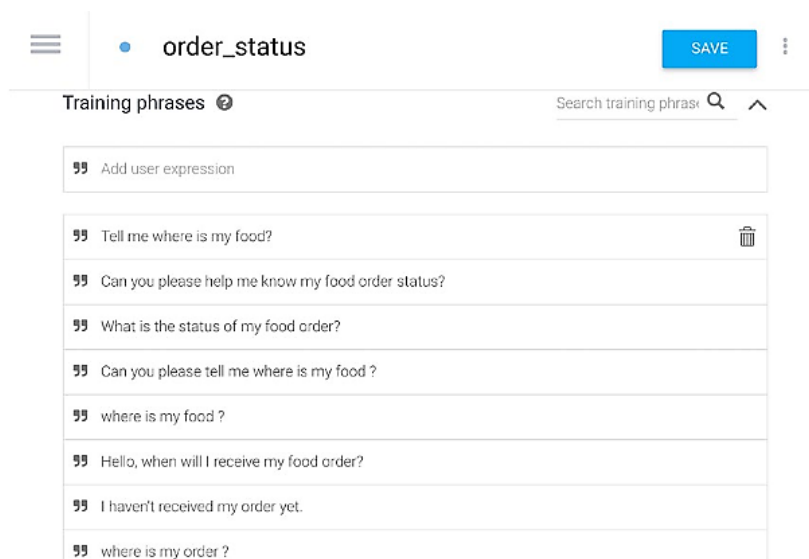 order_status
SAVE
Training phrases
Search training phras
Add user expression
Tell me where is my food?
Can you please help me know my food order status?
What is the status of my food order?
Can you please tell me where is my food ?
where is my food ?
Hello, when will I receive my food order?
I haven't received my order yet.
where is my order ?